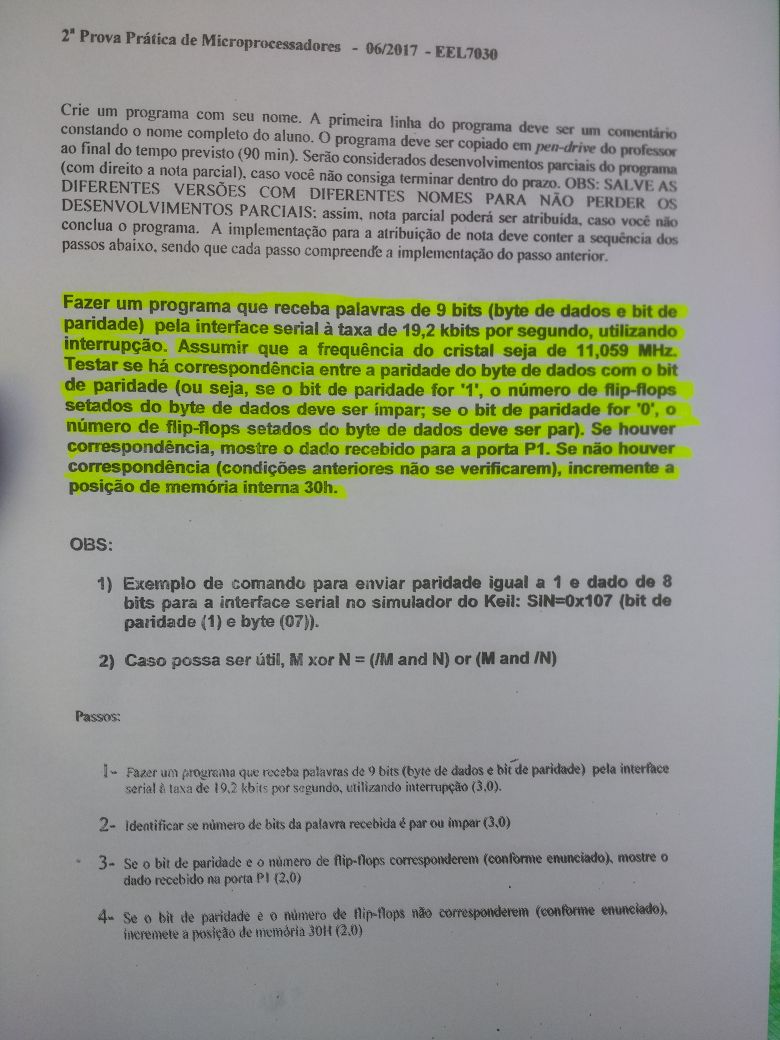 2ª Prova Prática de Microprocessadores - 06/2017 - EEL7030
Crie um programa com seu nome. A primeira linha do programa deve ser um comentário
constando o nome completo do aluno. O programa deve ser copiado em pen-drive do professor
ao final do tempo previsto (90 min). Serão considerados desenvolvimentos parciais do programa
(com direito a nota parcial), caso você não consiga terminar dentro do prazo. OBS: SALVE AS
DIFERENTES VERSÕES COM DIFERENTES NOMES PARA NÃO PERDER OS
DESENVOLVIMENTOS PARCIAIS: assim, nota parcial poderá ser atribuída, caso você não
conclua o programa. A implementação para a atribuição de nota deve conter a sequência dos
passos abaixo, sendo que cada passo compreende a implementação do passo anterior.
Fazer um programa que receba palavras de 9 bits (byte de dados e bit de
paridade) pela interface serial à taxa de 19,2 kbits por segundo, utilizando
interrupção. Assumir que a frequência do cristal seja de 11,059 MHz.
Testar se há correspondência entre a paridade do byte de dados com o bit
de paridade (ou seja, se o bit de paridade for '1', o número de flip-flops
setados do byte de dados deve ser ímpar; se o bit de paridade for '0', o
número de flip-flops setados do byte de dados deve ser par). Se houver
correspondência, mostre o dado recebido para a porta P1. Se não houver
correspondência (condições anteriores não se verificarem), incremente a
posição de memória interna 30h.
OBS:
1) Exemplo de comando para enviar paridade igual a 1 e dado de 8
bits para a interface serial no simulador do Keil: SIN=0x107 (bit de
paridade (1) e byte (07)).
2) Caso possa ser útil, M xor N = (/M and N) or (M and /N)
Passos:
1- Fazer um programa que receba palavras de 9 bits (byte de dados e bit de paridade) pela interface
serial à taxa de 19,2 kbits por segundo, utilizando interrupção (3,0).
2- Identificar se número de bits da palavra recebida é par ou ímpar (3,0)
3- Se o bit de paridade e o número de flip-flops corresponderem (conforme enunciado), mostre o
dado recebido na porta P1 (2,0)
4- Se o bit de paridade e o número de flip-flops não corresponderem (conforme enunciado),
incremete a posição de memória 30H (2,0)